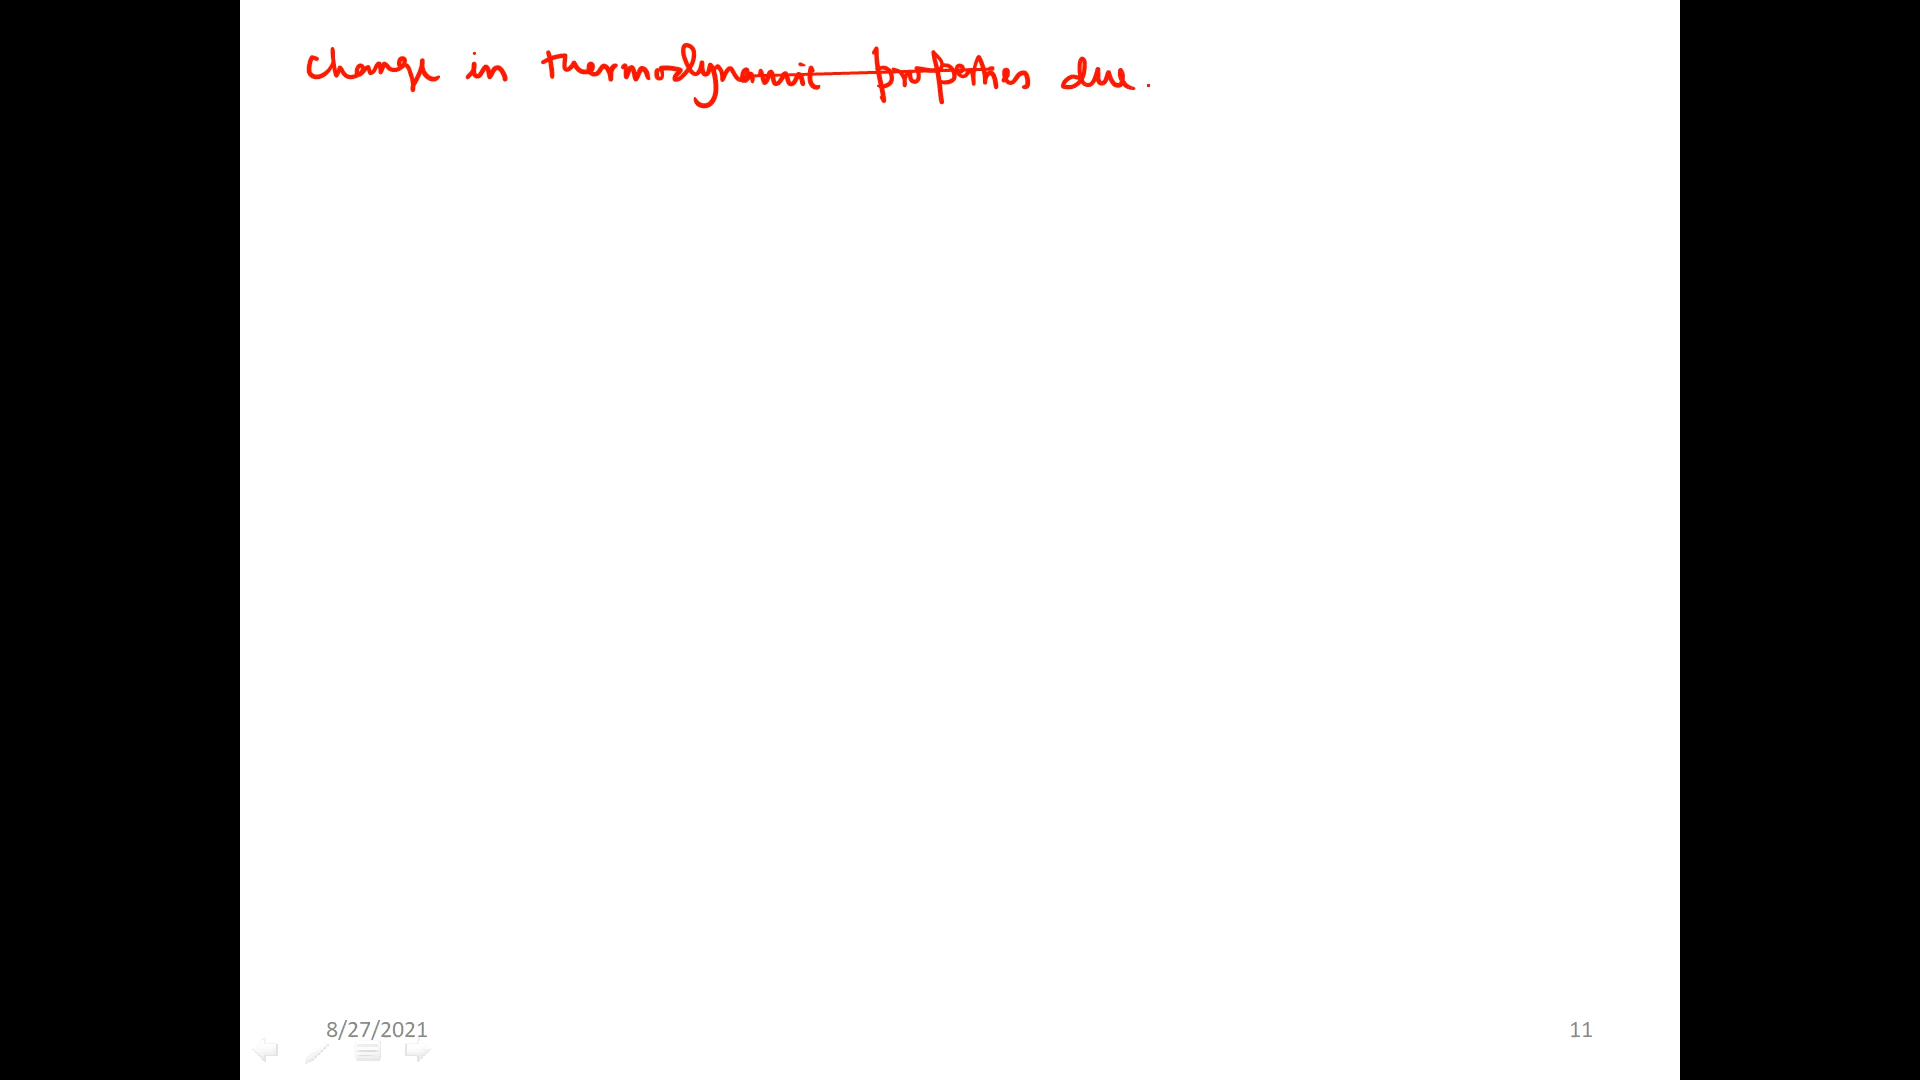 change in thermodynamic properties due.
8/27/2021
11